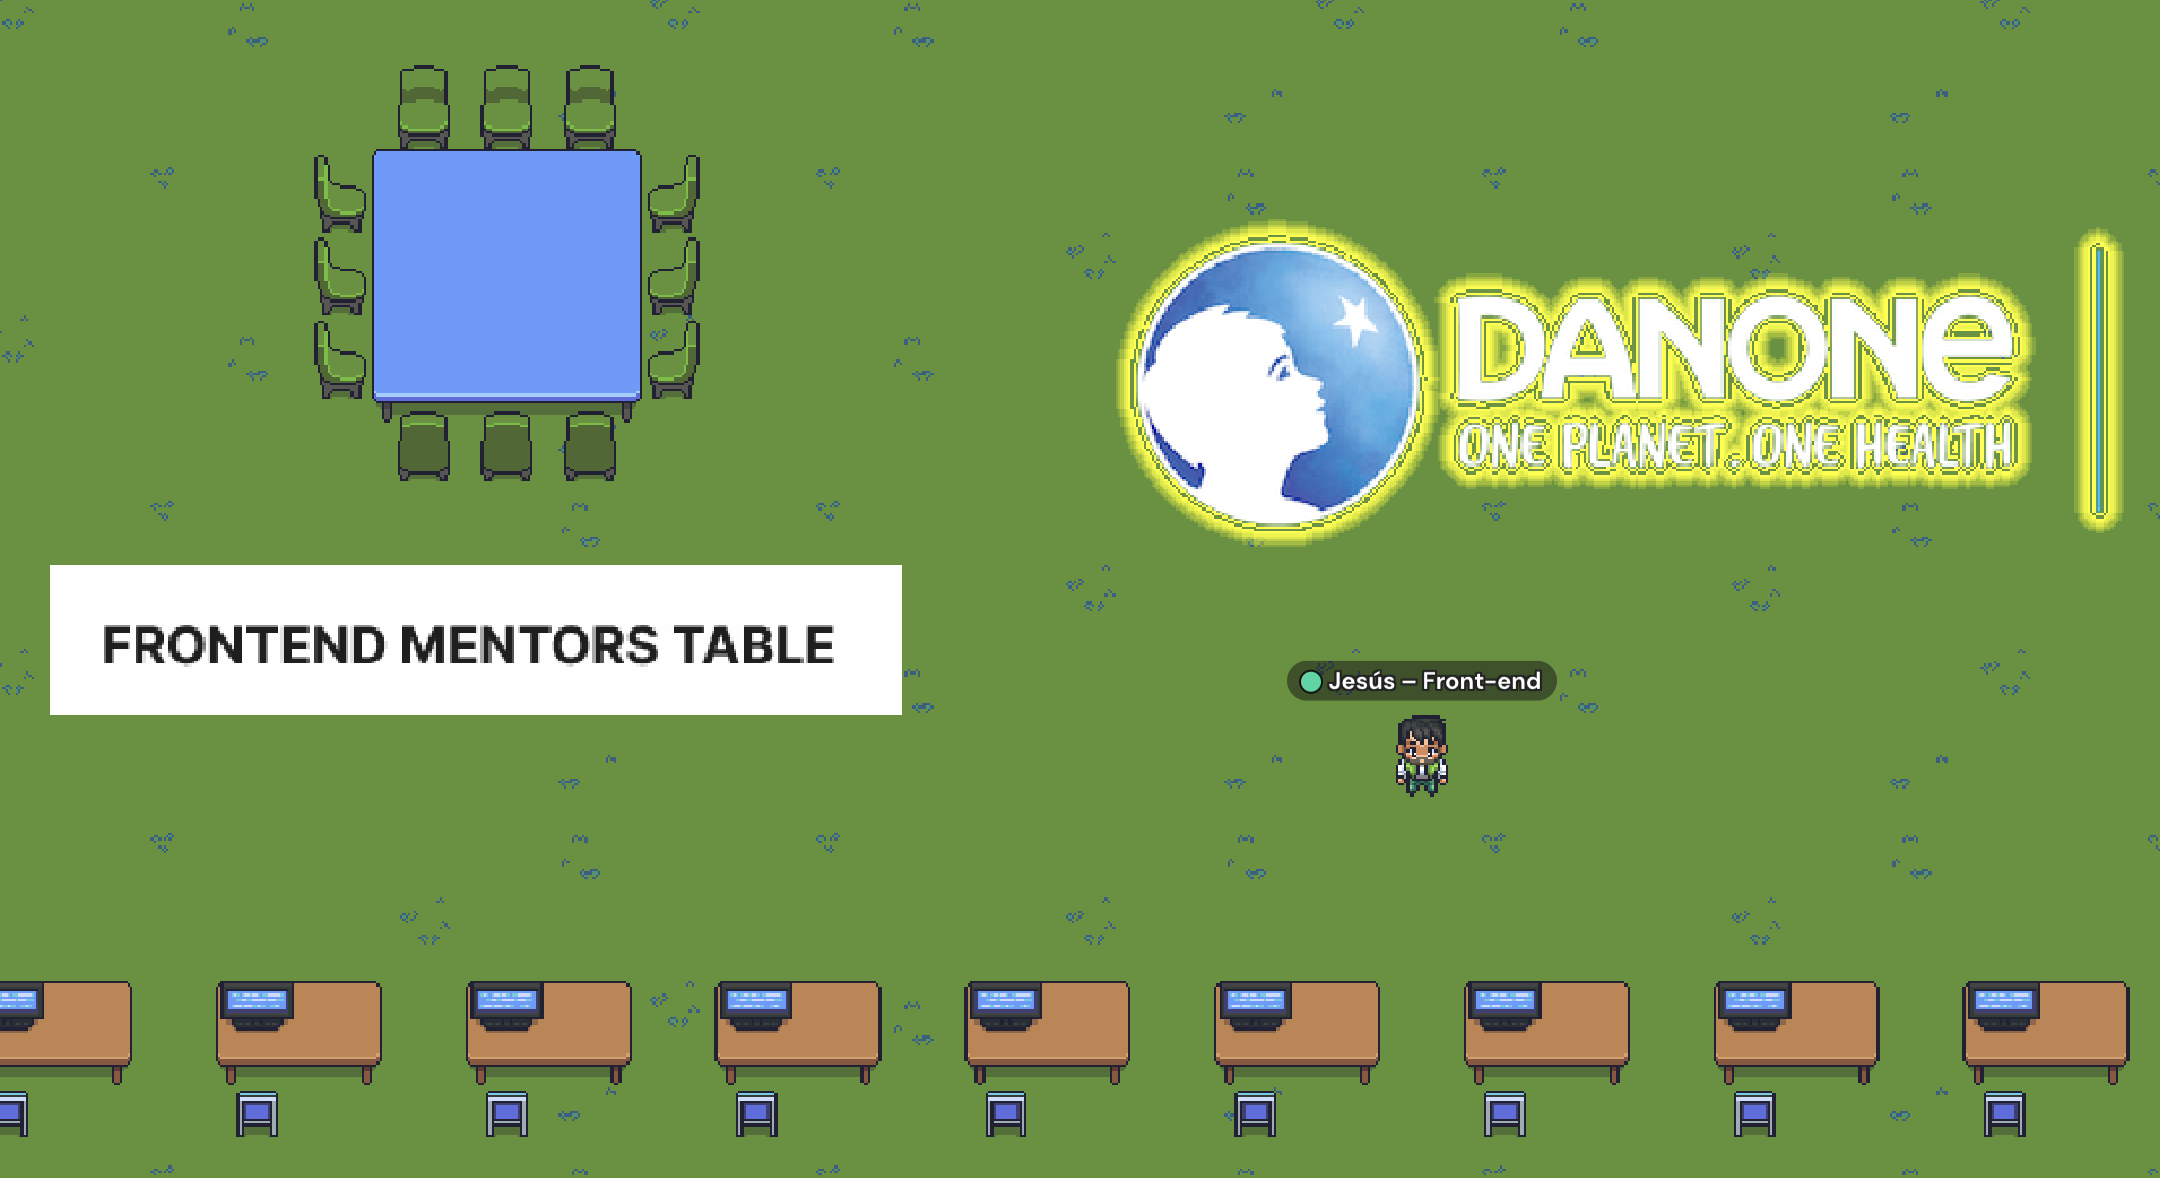 DANONE
ONE PLANET. ONE HEALTH
FRONTEND MENTORS TABLE
Jesús – Front-end